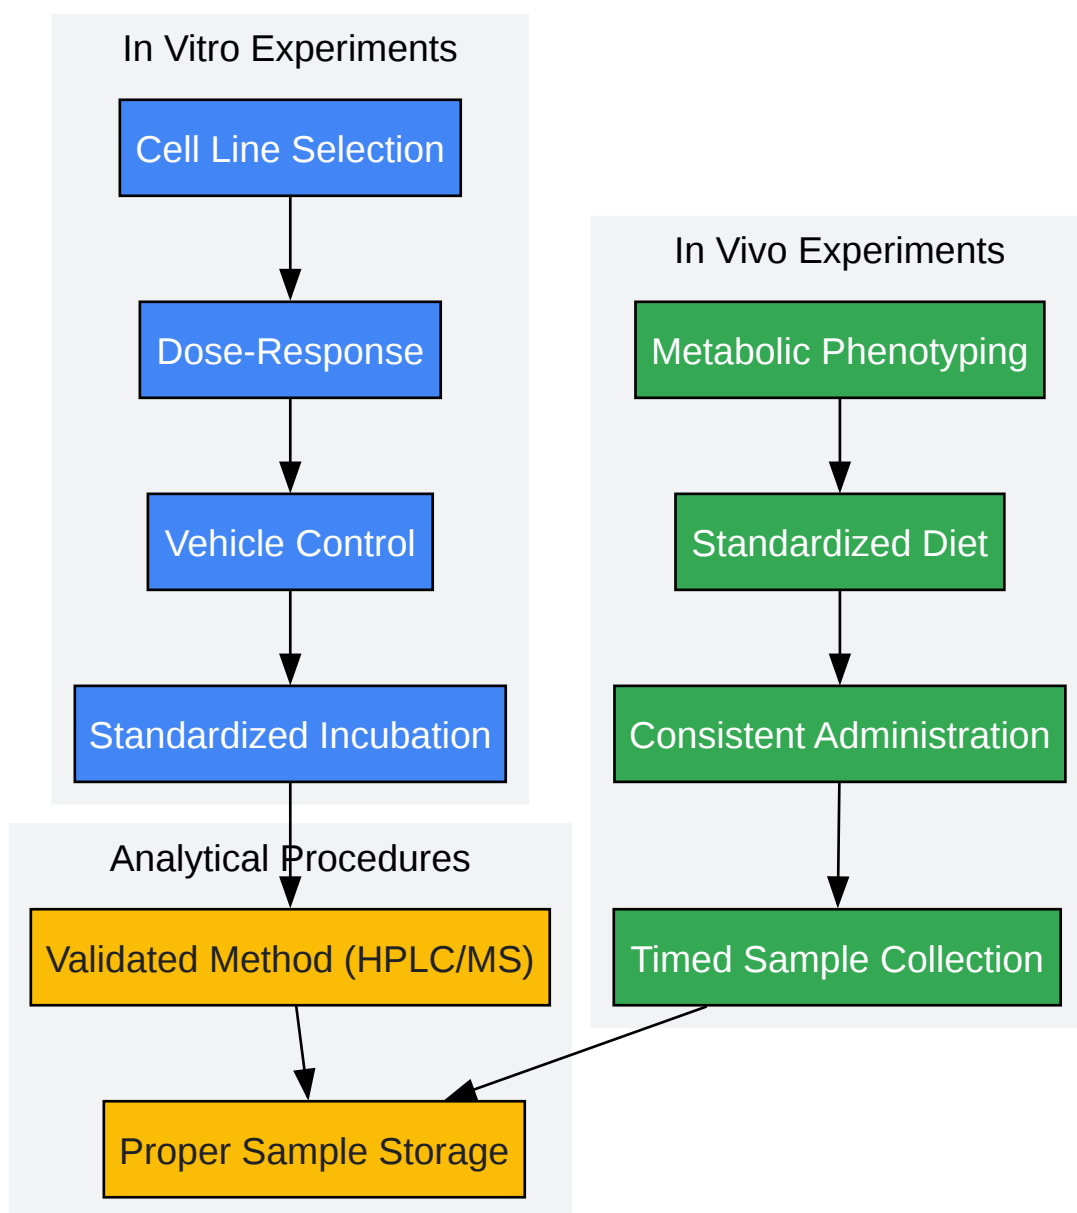 In Vitro Experiments
Cell Line Selection
Dose-Response
Vehicle Control
Standardized Incubation
In Vivo Experiments
Metabolic Phenotyping
Standardized Diet
Consistent Administration
Timed Sample Collection
Analytical Procedures
Validated Method (HPLC/MS)
Proper Sample Storage